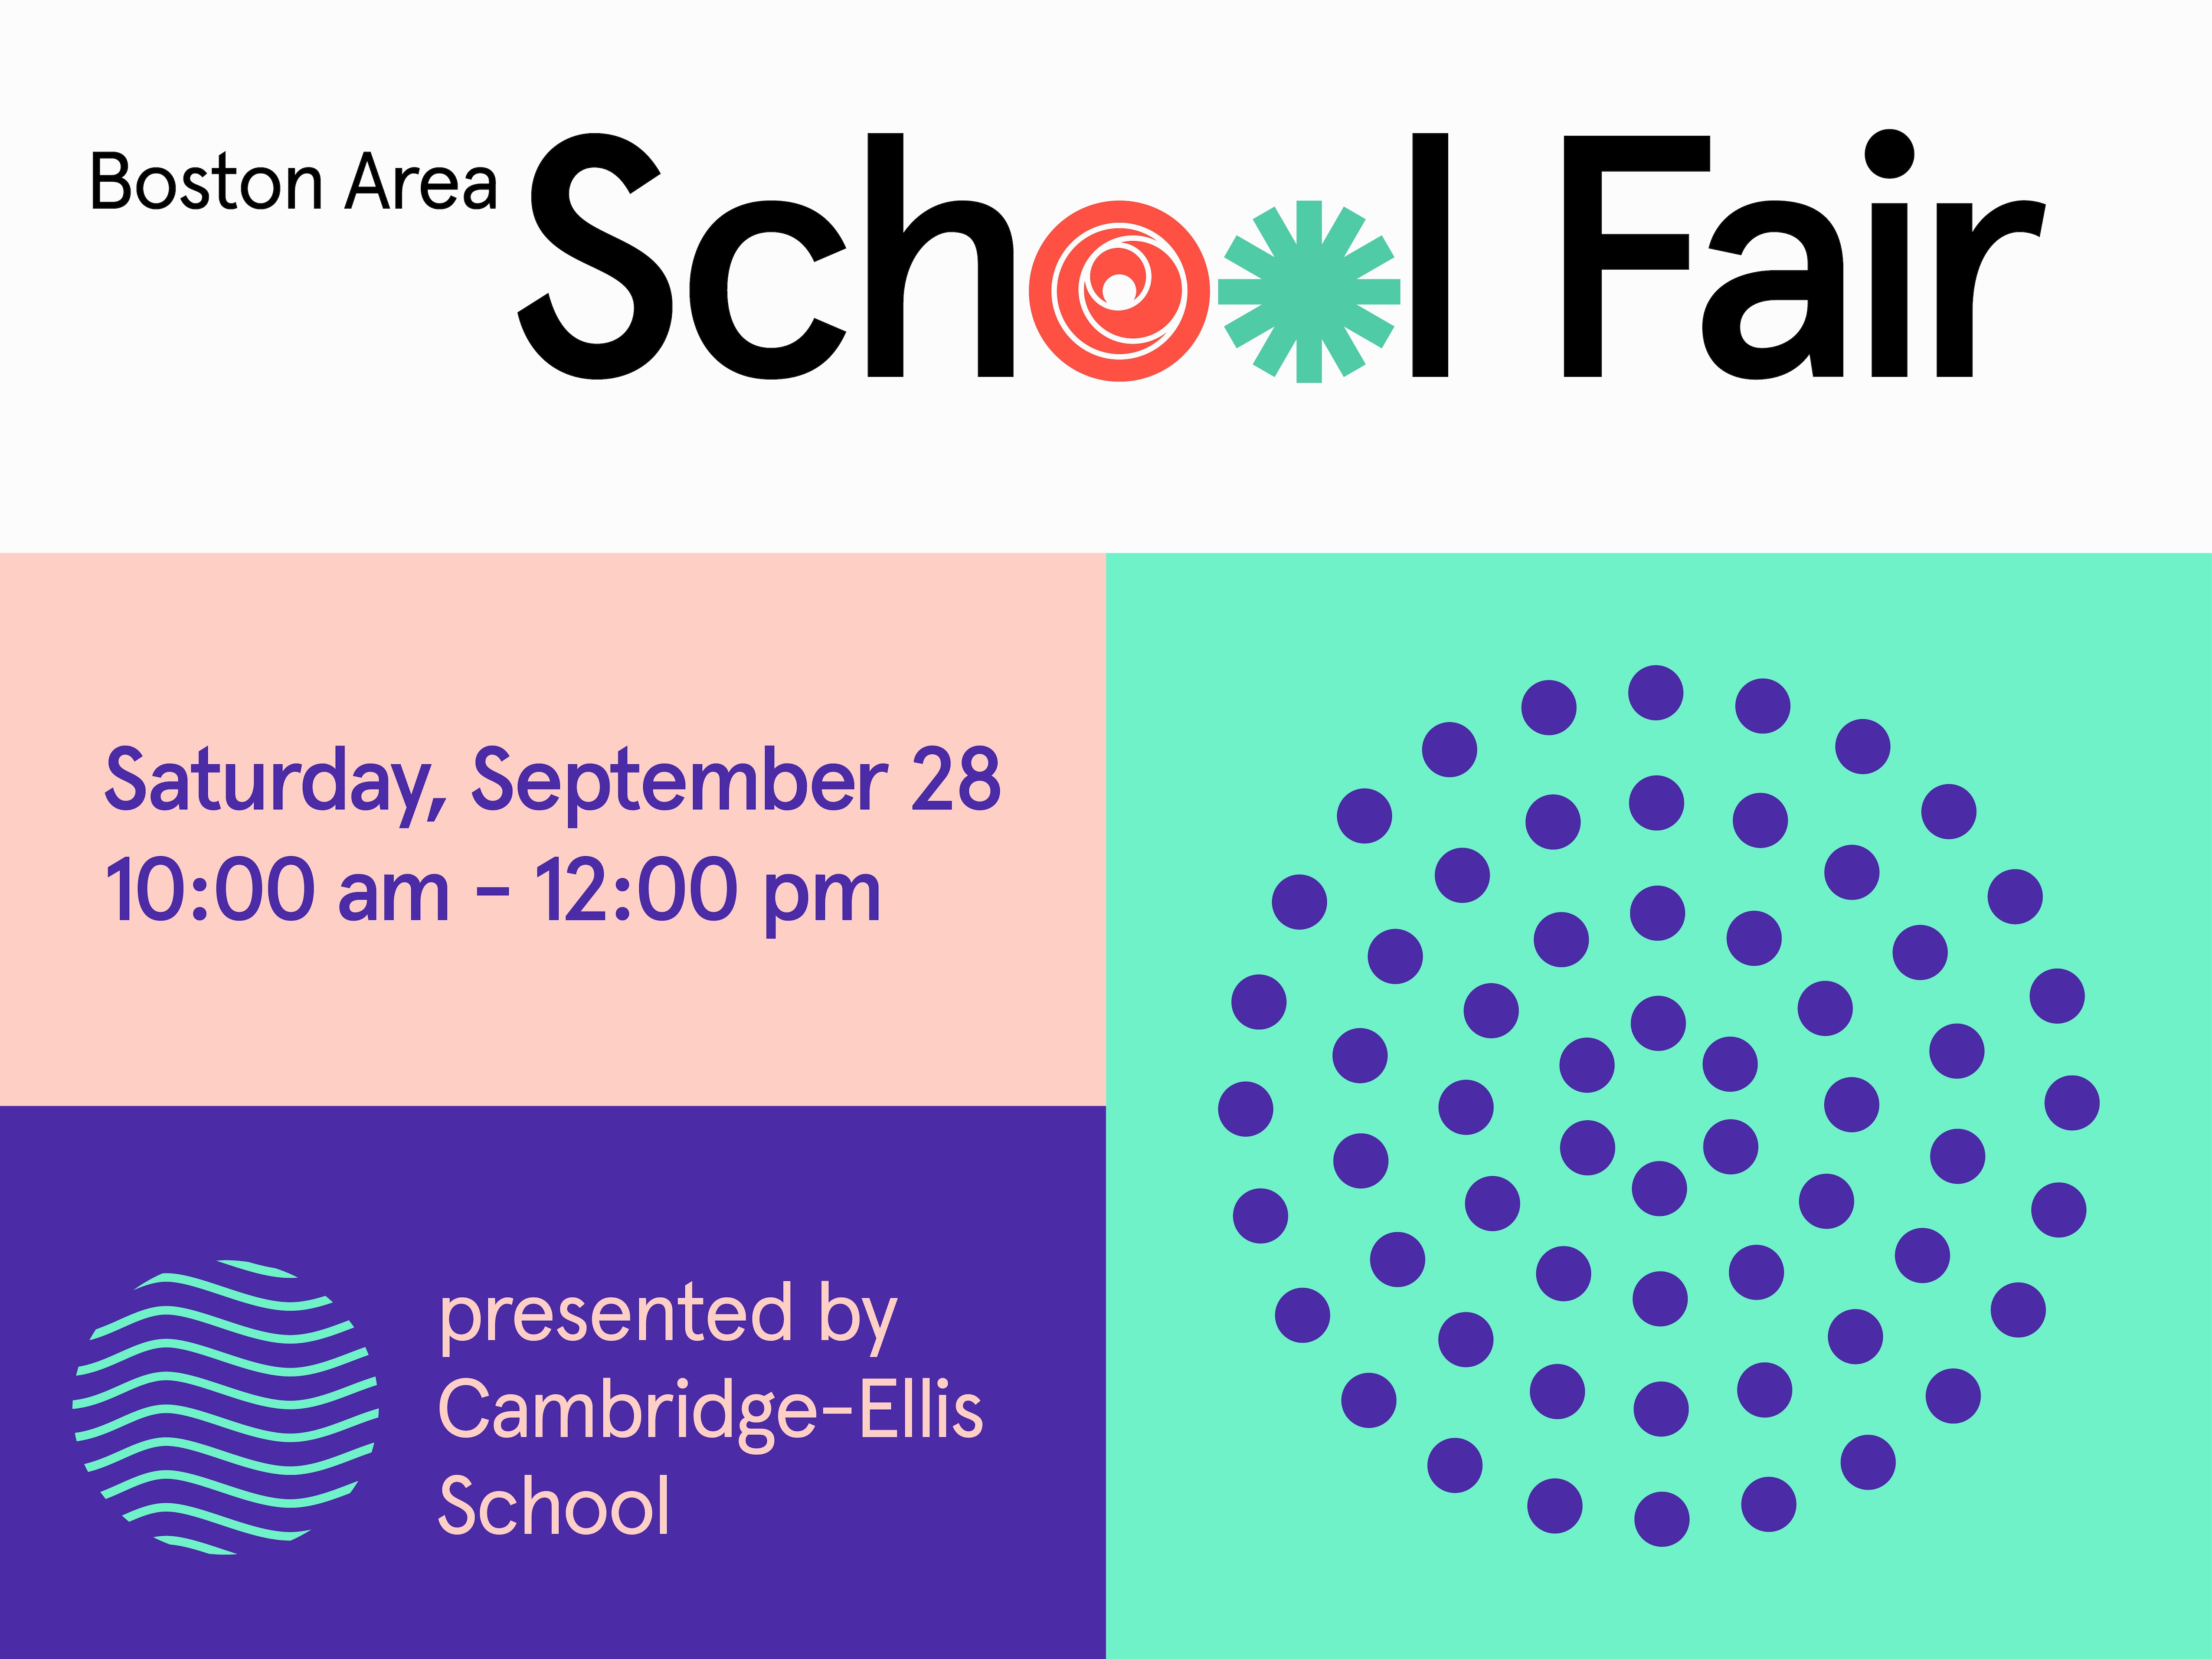 Boston Area School Fair
Saturday, September 28
10:00 am - 12:00 pm
presented by
Cambridge-Ellis
School